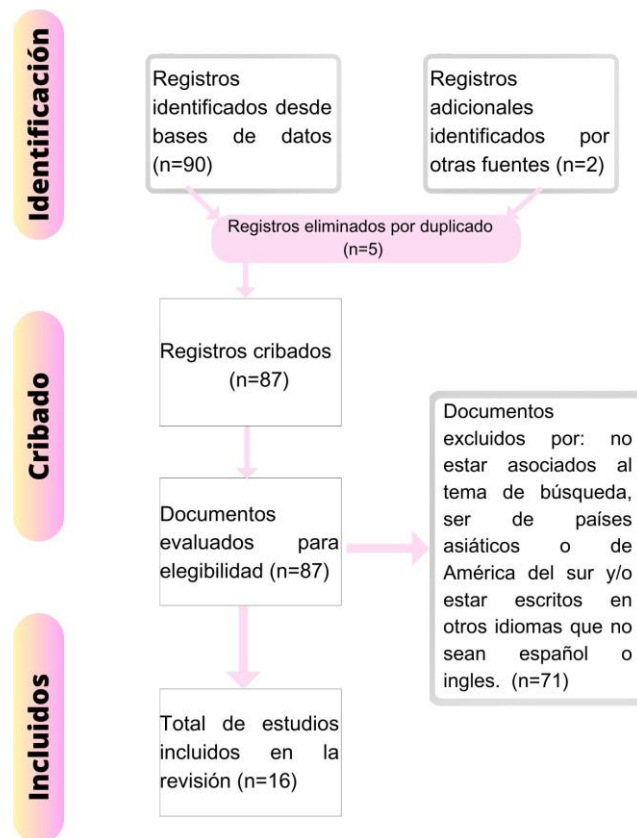 Identificación
Registros
identificados desde
bases de datos
(n=90)
Registros
adicionales
identificados por
otras fuentes (n=2)
Registros eliminados por duplicado
(n=5)
Cribado
Registros cribados
(n=87)
Documentos
evaluados para
elegibilidad (n=87)
Documentos
excluidos por: no
estar asociados al
tema de búsqueda,
ser de países
asiáticos o de
América del sur y/o
estar escritos en
otros idiomas que no
sean español o
ingles. (n=71)
Incluidos
Total de estudios
incluidos en la
revisión (n=16)